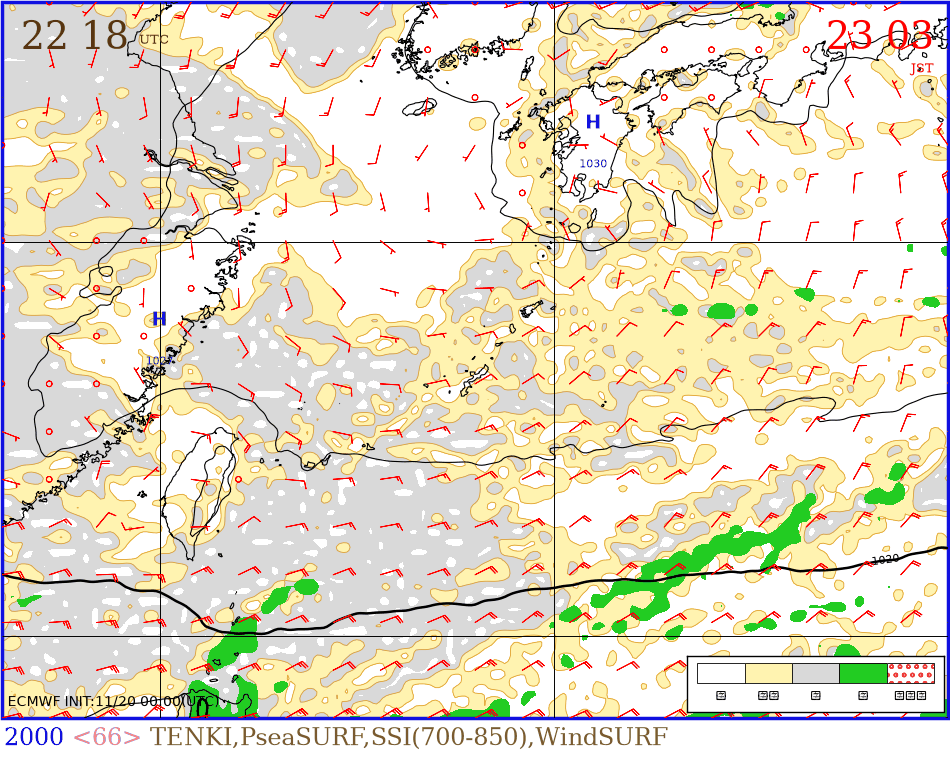 22 18 UTC
23 03 JST
H
1030
H
102
1020
ECMWF INIT:11/20 00:00(UTC)
2000 <66> TENKI,PseaSURF,SSI(700-850),WindSURF